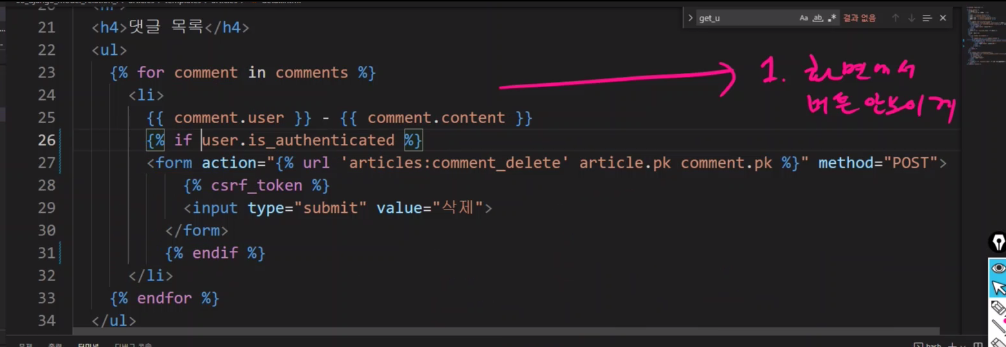 get_u
Aa
결과 없음
21 <h4>댓글 목록</h4>
22 <ul>
23 {% for comment in comments %}
24 <li>
25 {{ comment.user }} - {{ comment.content }}
26 {% if user.is_authenticated %}
27 <form action="{% url 'articles:comment_delete' article.pk comment.pk %}" method="POST">
28 {% csrf_token %}
29 <input type="submit" value="삭제">
30 </form>
31 {% endif %}
32 </li>
33 {% endfor %}
34 </ul>
1. 화면에서
버튼 안보이게